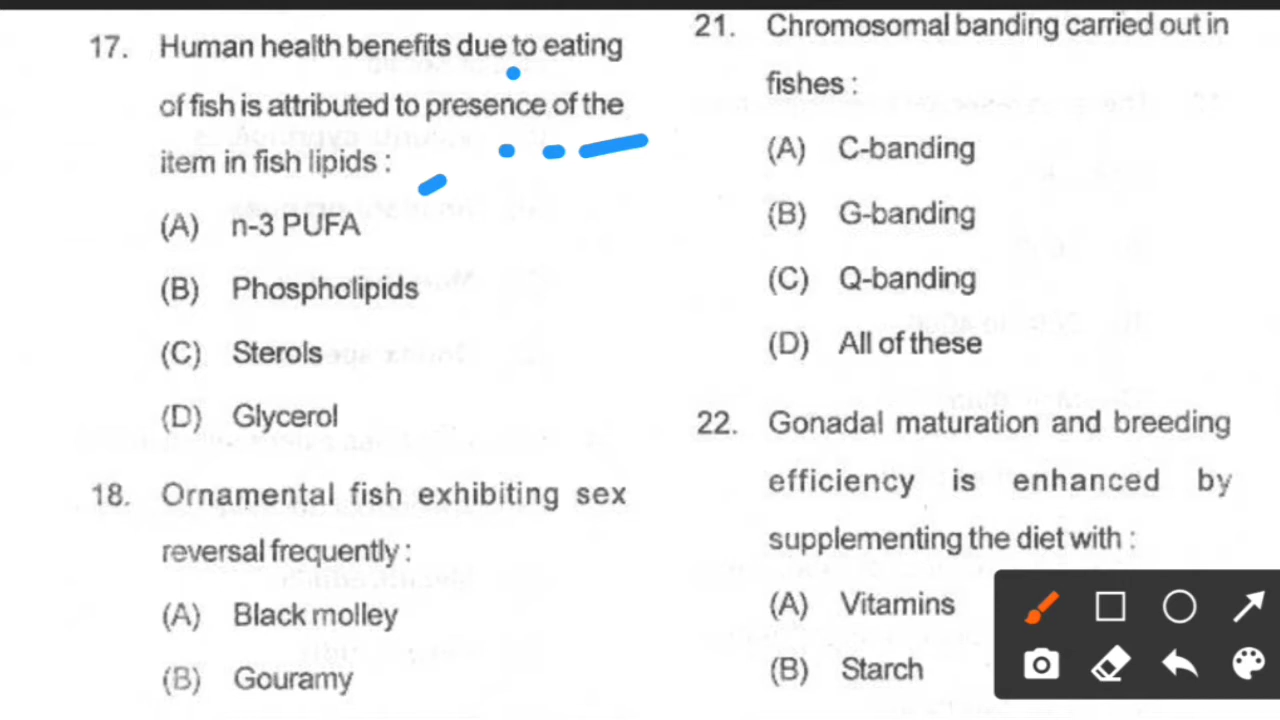 17. Human health benefits due to eating
of fish is attributed to presence of the
item in fish lipids :
(A) n-3 PUFA
(B) Phospholipids
(C) Sterols
(D) Glycerol
18. Ornamental fish exhibiting sex
reversal frequently :
(A) Black molley
(B) Gouramy
21. Chromosomal banding carried out in
fishes :
(A) C-banding
(B) G-banding
(C) Q-banding
(D) All of these
22. Gonadal maturation and breeding
efficiency is enhanced by
supplementing the diet with :
(A) Vitamins
(B) Starch